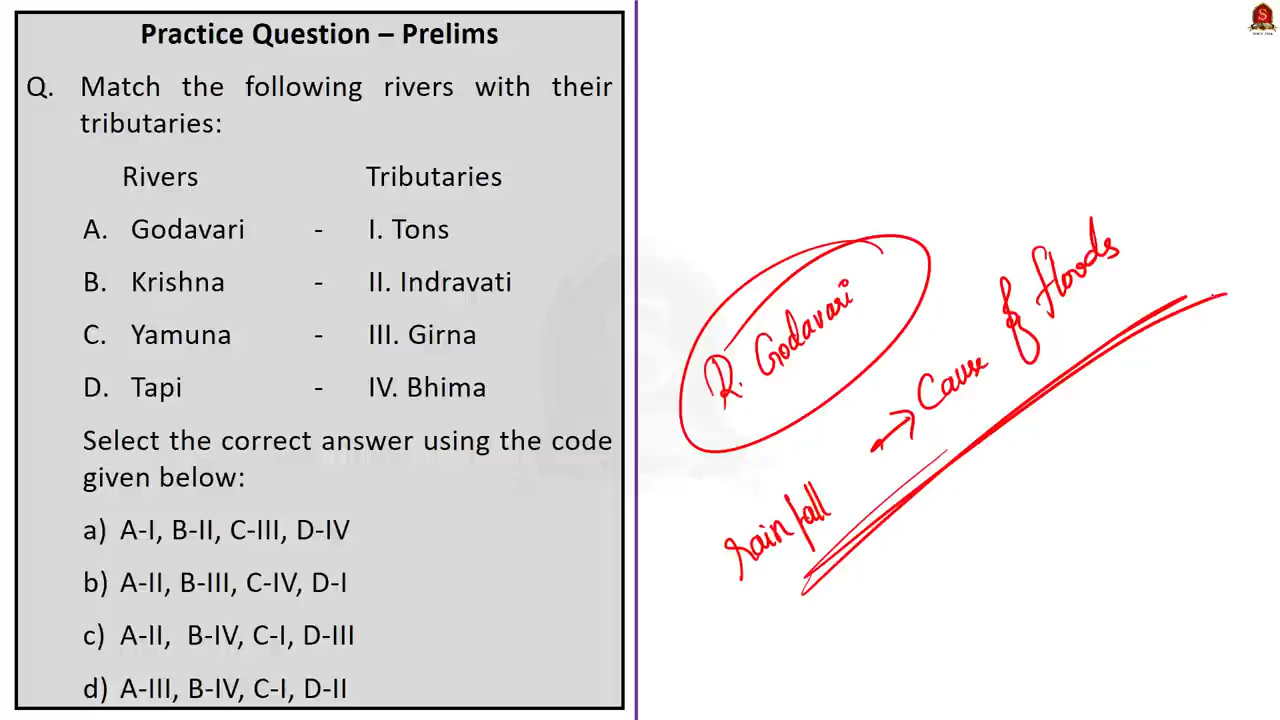 Practice Question – Prelims
Q. Match the following rivers with their
tributaries:
Rivers Tributaries
A. Godavari - I. Tons
B. Krishna - II. Indravati
C. Yamuna - III. Girna
D. Tapi - IV. Bhima
Select the correct answer using the code
given below:
a) A-I, B-II, C-III, D-IV
b) A-II, B-III, C-IV, D-I
c) A-II, B-IV, C-I, D-III
d) A-III, B-IV, C-I, D-II
R. Godavari
→ Cause of floods
rainfall